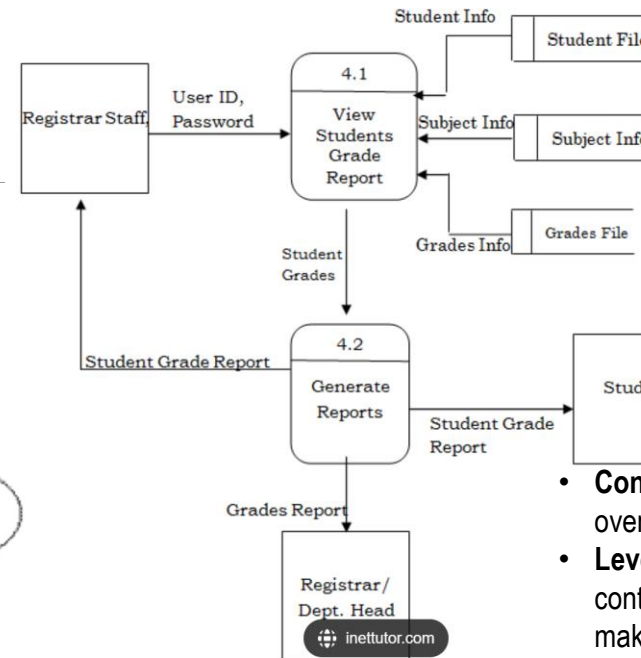 Student Info
Student File
4.1
View
Students
Grade
Report
Registrar Staff,
User ID,
Password
Subject Info
Subject Info
Grades Info
Grades File
Student
Grades
4.2
Generate
Reports
Student Grade Report
Student Grade
Report
Grades Report
Registrar/
Dept. Head
inettutor.com